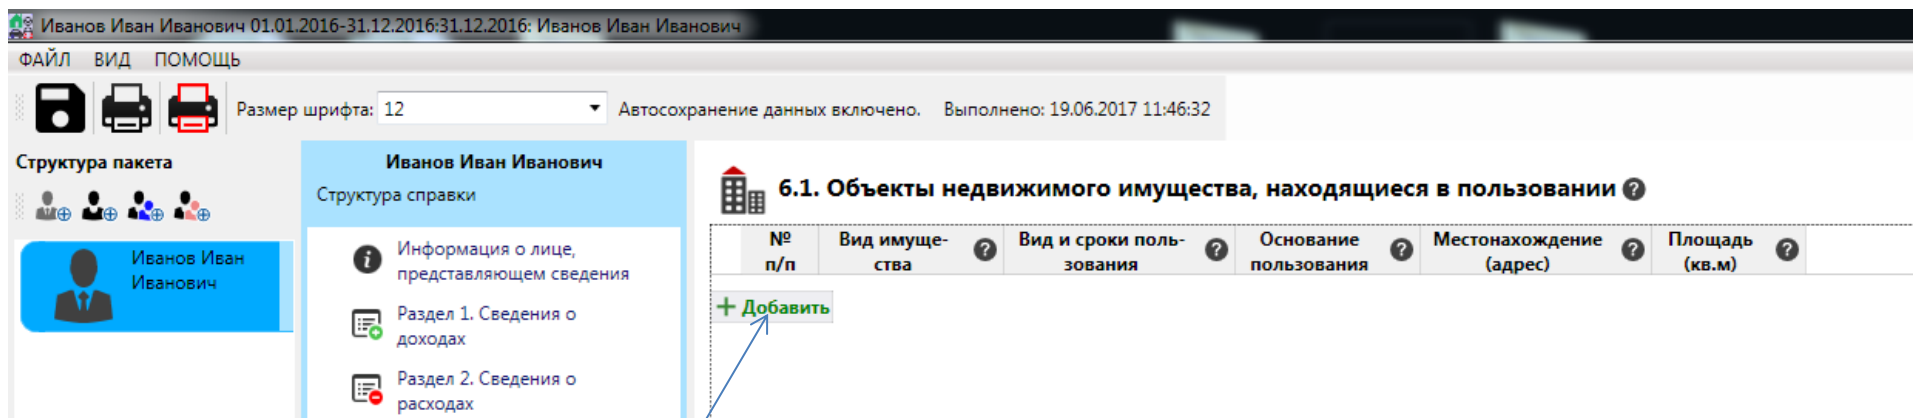 Иванов Иван Иванович 01.01.2016-31.12.2016:31.12.2016: Иванов Иван Иванович
ФАЙЛ ВИД ПОМОЩЬ
Размер шрифта: 12 Автосохранение данных включено. Выполнено: 19.06.2017 11:46:32
Структура пакета
Иванов Иван
Иванович
Иванов Иван Иванович
Структура справки
Информация о лице,
представляющем сведения
Раздел 1. Сведения о
доходах
Раздел 2. Сведения о
расходах
6.1. Объекты недвижимого имущества, находящиеся в пользовании ?
№
п/п
Вид имуще-
ства ?
Вид и сроки поль-
зования ?
Основание
пользования ?
Местонахождение
(адрес) ?
Площадь
(кв.м) ?
+ Добавить